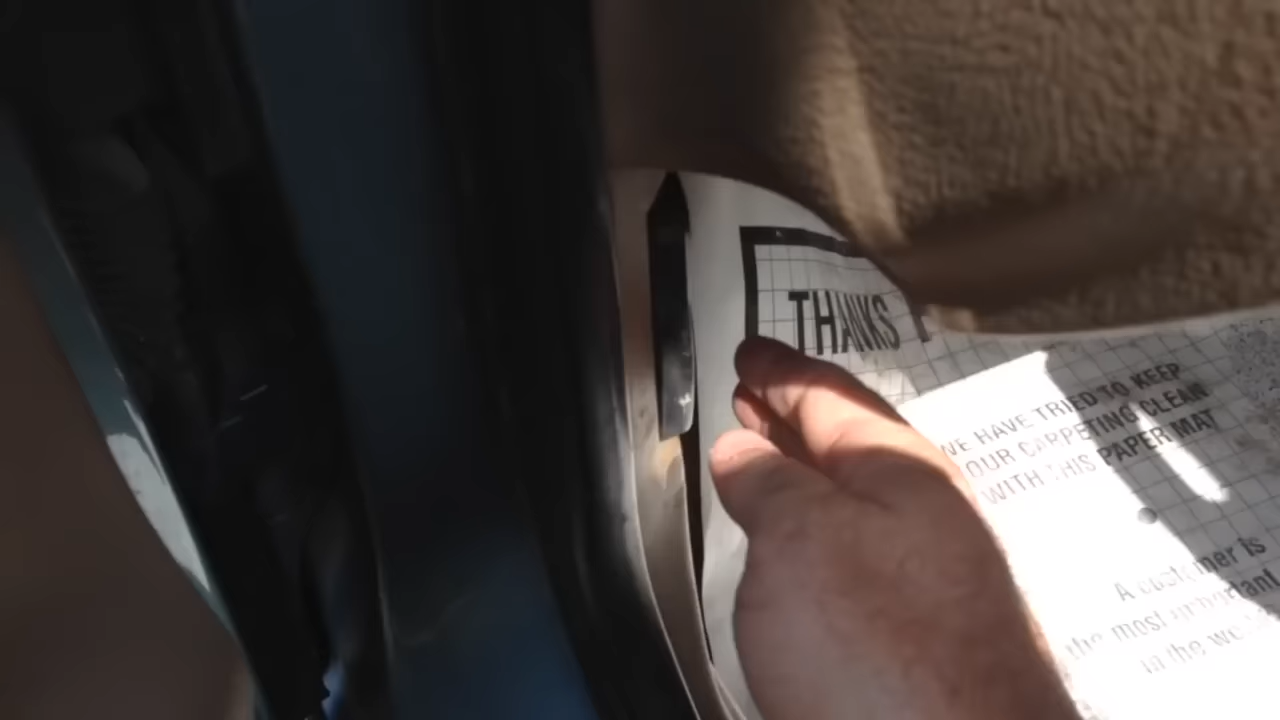 THANKS
WE HAVE TRIED TO KEEP
YOUR CARPETING CLEAN
WITH THIS PAPER MAT
A customer is
the most important
in the